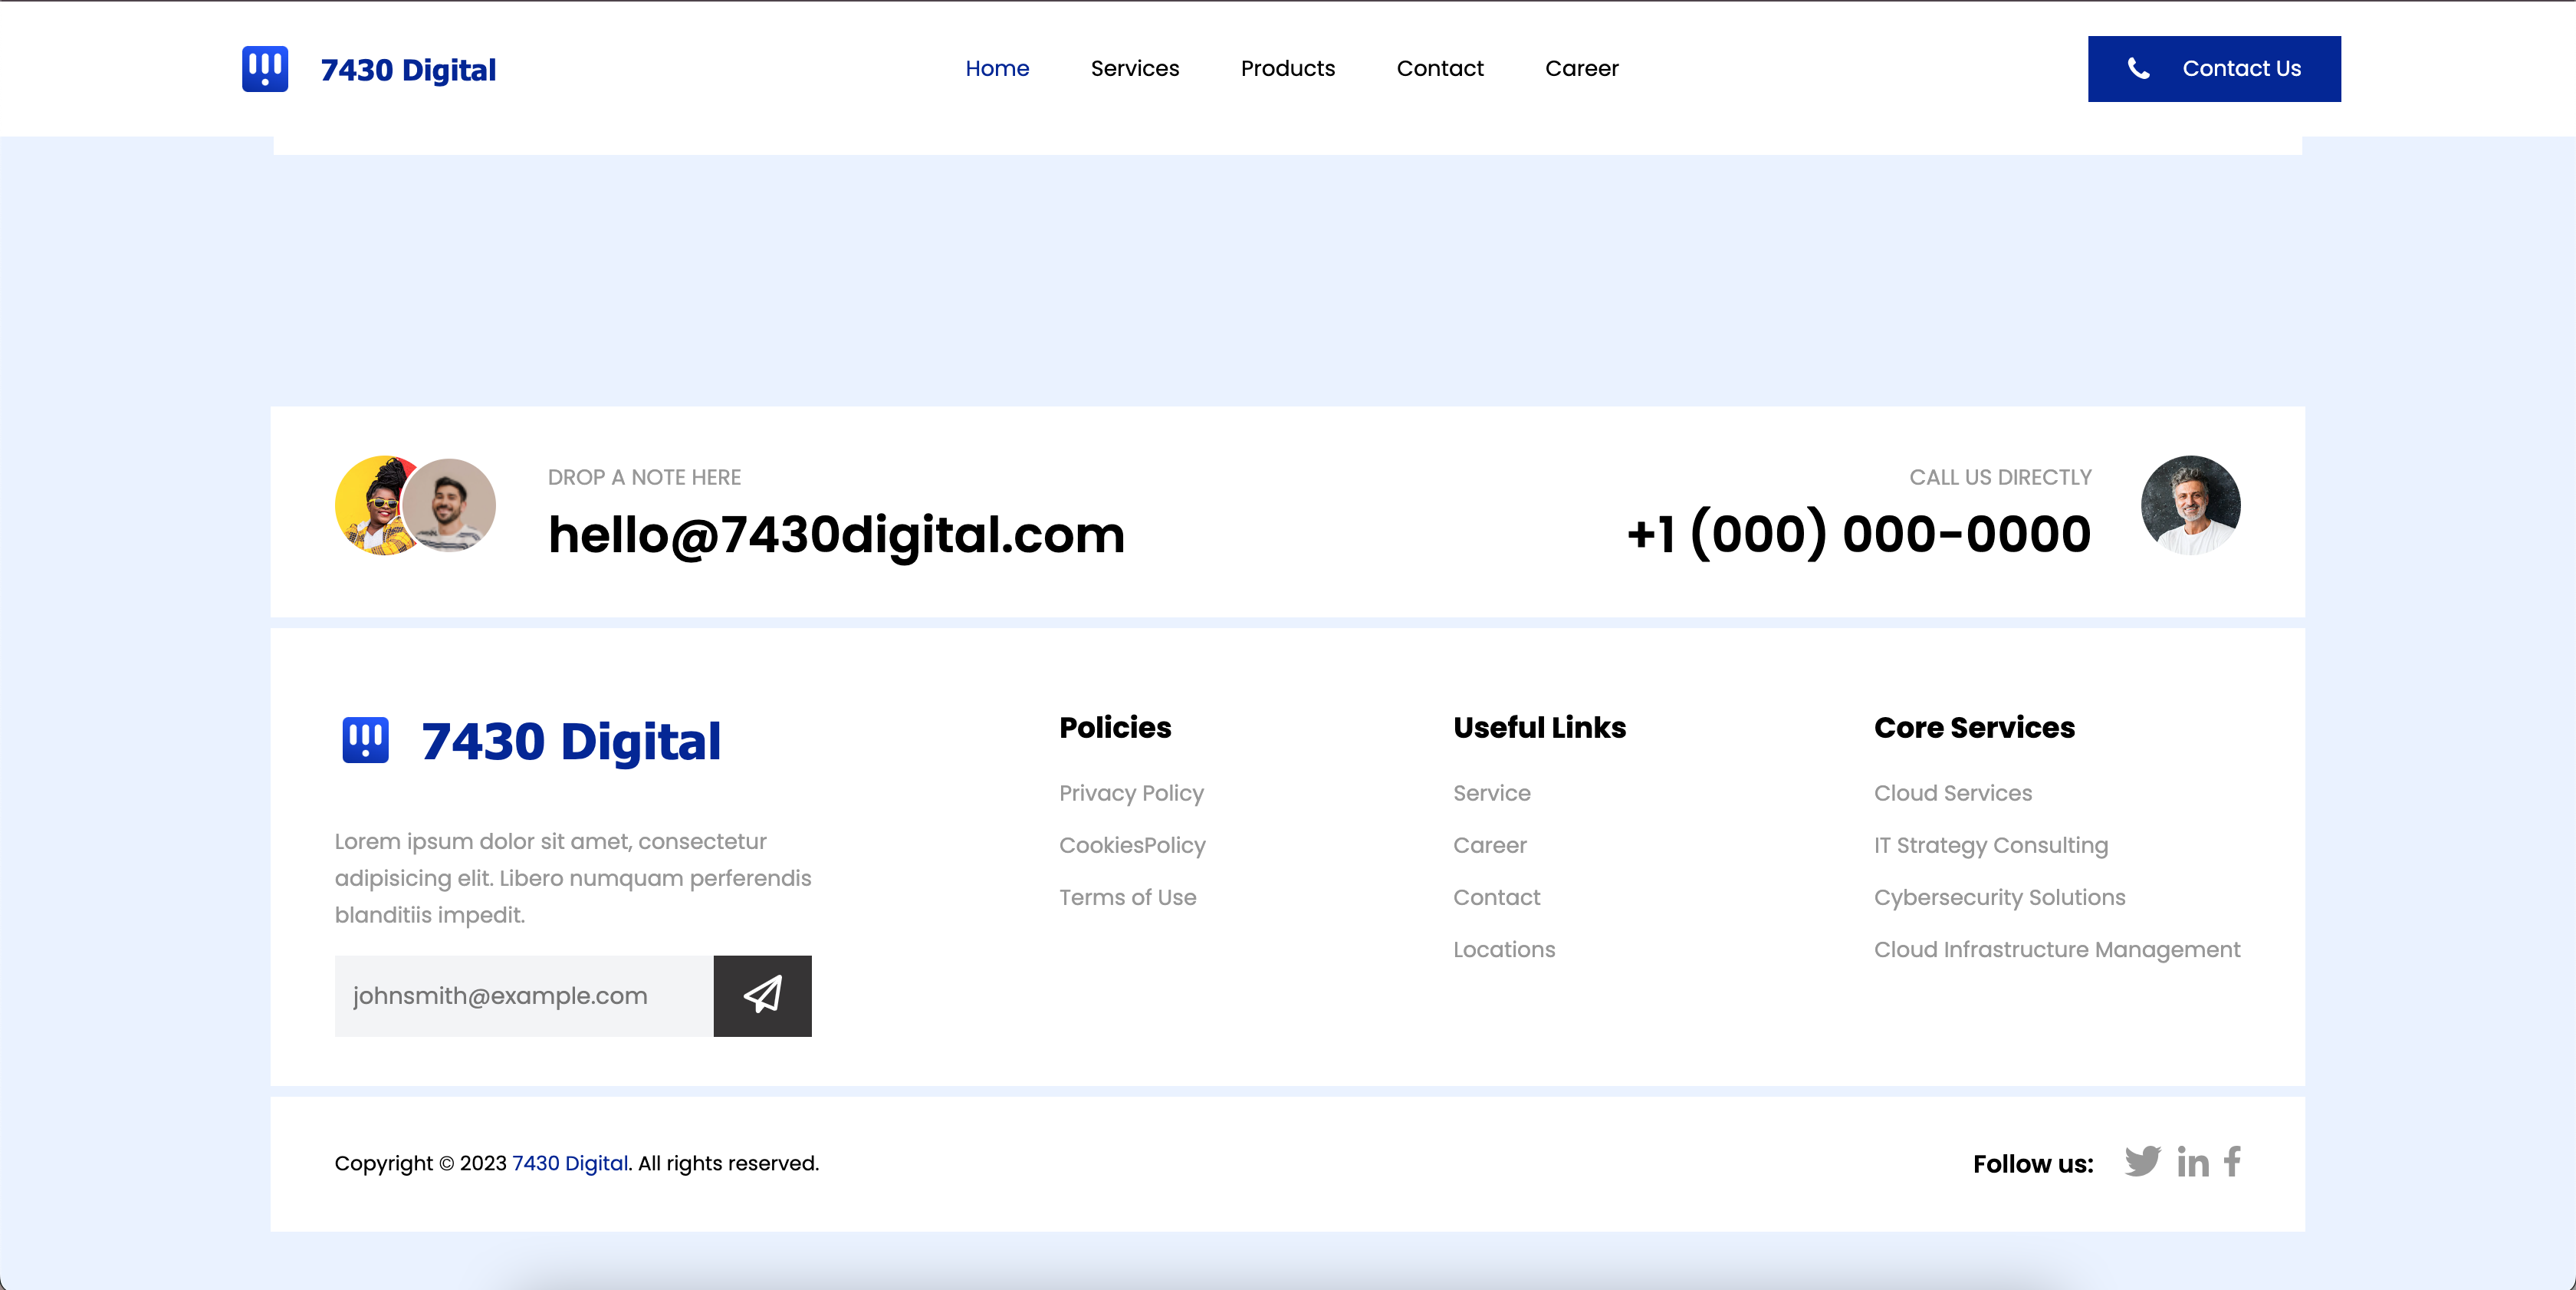 7430 Digital
Home
Services
Products
Contact
Career
Contact Us
DROP A NOTE HERE
hello@7430digital.com
CALL US DIRECTLY
+1 (000) 000-0000
7430 Digital
Lorem ipsum dolor sit amet, consectetur
adipisicing elit. Libero numquam perferendis
blanditiis impedit.
johnsmith@example.com
Policies
Privacy Policy
CookiesPolicy
Terms of Use
Useful Links
Service
Career
Contact
Locations
Core Services
Cloud Services
IT Strategy Consulting
Cybersecurity Solutions
Cloud Infrastructure Management
Copyright © 2023 7430 Digital. All rights reserved.
Follow us: